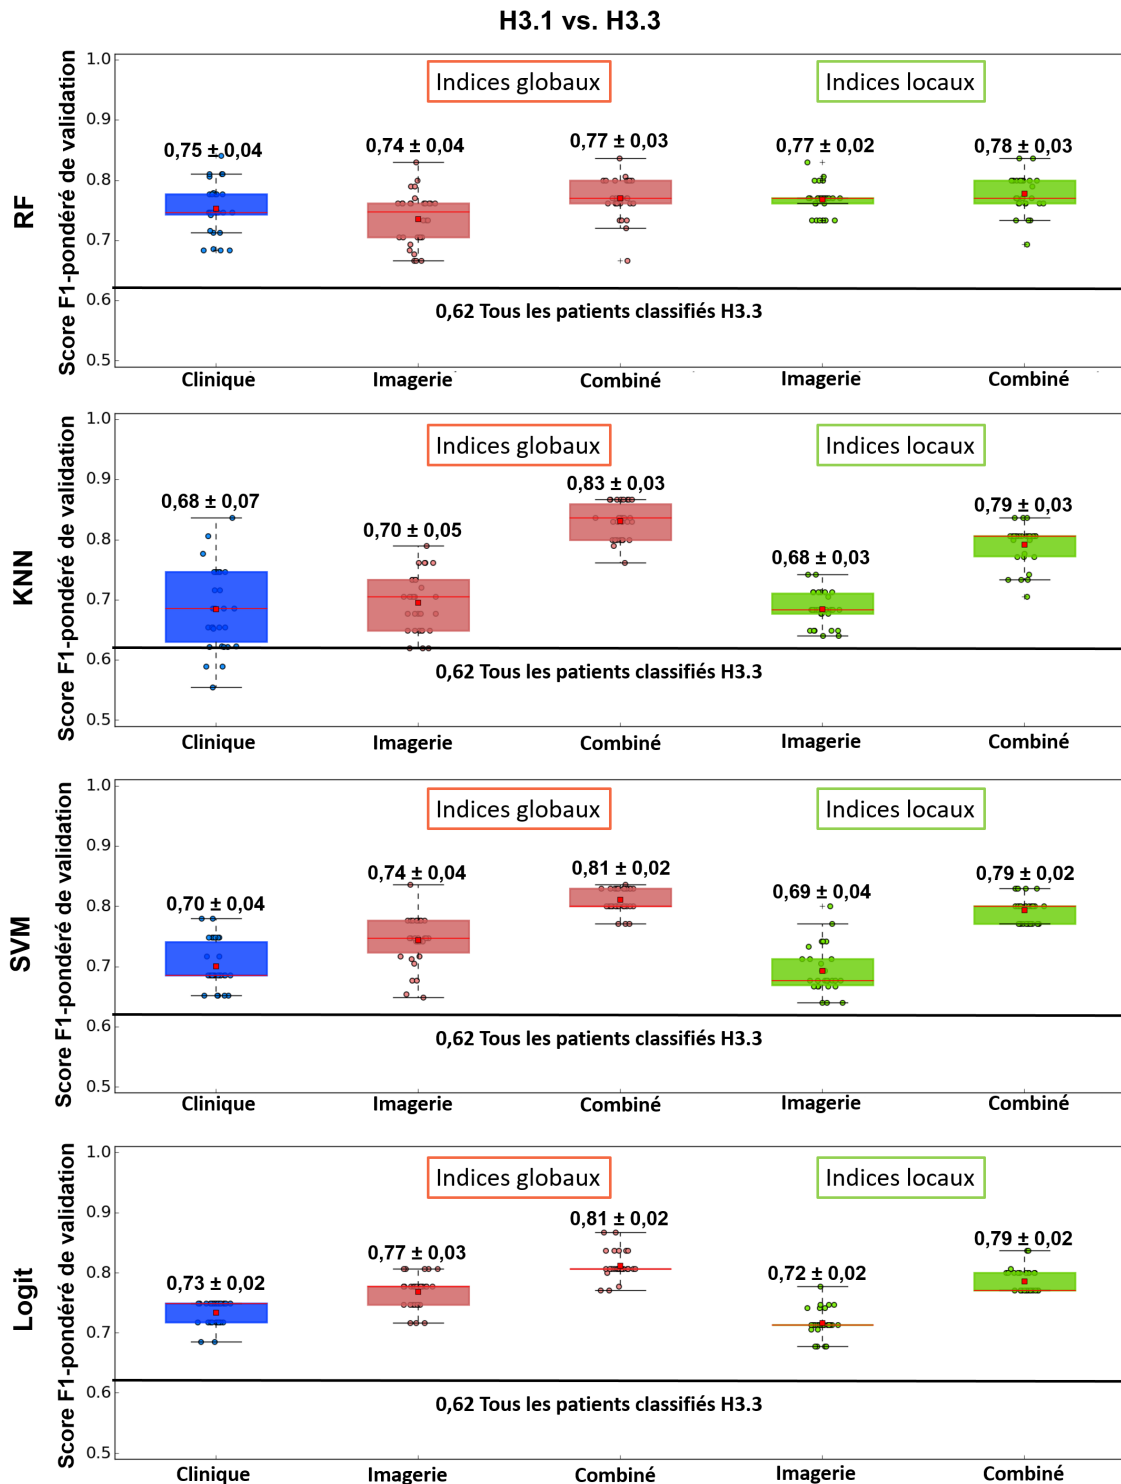 H3.1 vs. H3.3
RF
Score F1-pondéré de validation
1.0
0.9
0.8
0.7
0.6
0.5
Indices globaux
Indices locaux
0,75 ± 0,04
0,74 ± 0,04
0,77 ± 0,03
0,77 ± 0,02
0,78 ± 0,03
0,62 Tous les patients classifiés H3.3
Clinique
Imagerie
Combiné
Imagerie
Combiné
KNN
Score F1-pondéré de validation
1.0
0.9
0.8
0.7
0.6
0.5
Indices globaux
Indices locaux
0,68 ± 0,07
0,70 ± 0,05
0,83 ± 0,03
0,68 ± 0,03
0,79 ± 0,03
0,62 Tous les patients classifiés H3.3
Clinique
Imagerie
Combiné
Imagerie
Combiné
SVM
Score F1-pondéré de validation
1.0
0.9
0.8
0.7
0.6
0.5
Indices globaux
Indices locaux
0,70 ± 0,04
0,74 ± 0,04
0,81 ± 0,02
0,69 ± 0,04
0,79 ± 0,02
0,62 Tous les patients classifiés H3.3
Clinique
Imagerie
Combiné
Imagerie
Combiné
Logit
Score F1-pondéré de validation
1.0
0.9
0.8
0.7
0.6
0.5
Indices globaux
Indices locaux
0,73 ± 0,02
0,77 ± 0,03
0,81 ± 0,02
0,72 ± 0,02
0,79 ± 0,02
0,62 Tous les patients classifiés H3.3
Clinique
Imagerie
Combiné
Imagerie
Combiné